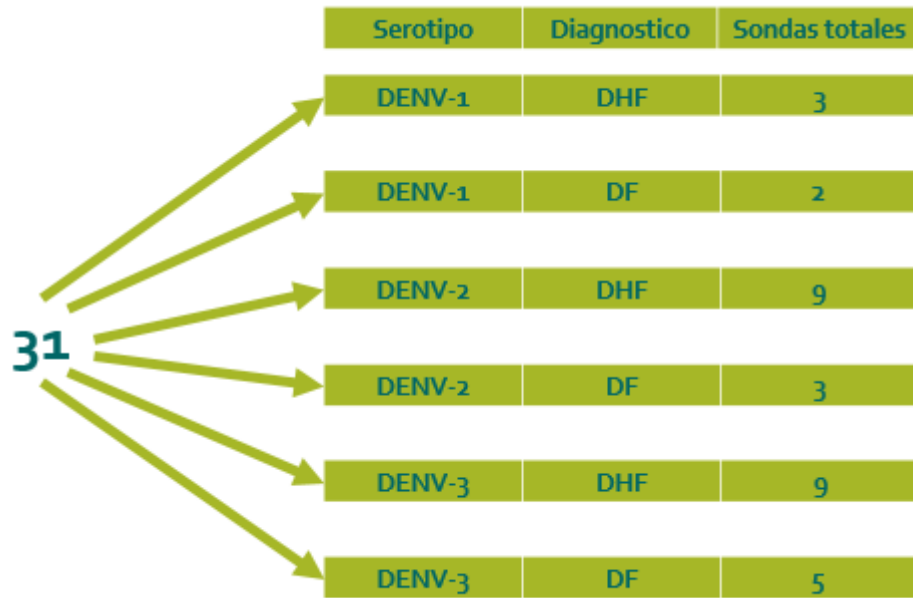 Serotipo Diagnostico Sondas totales
DENV-1 DHF 3
DENV-1 DF 2
DENV-2 DHF 9
31
DENV-2 DF 3
DENV-3 DHF 9
DENV-3 DF 5